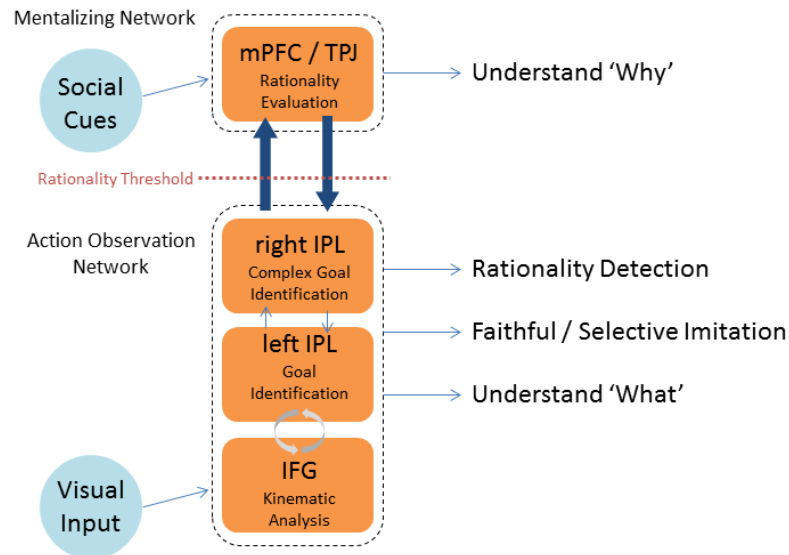 Mentalizing Network
mPFC / TPJ
Rationality
Evaluation
Understand ‘Why’
Social
Cues
Rationality Threshold
Action Observation
Network
right IPL
Complex Goal
Identification
Rationality Detection
Faithful / Selective Imitation
left IPL
Goal
Identification
Understand ‘What’
IFG
Kinematic
Analysis
Visual
Input